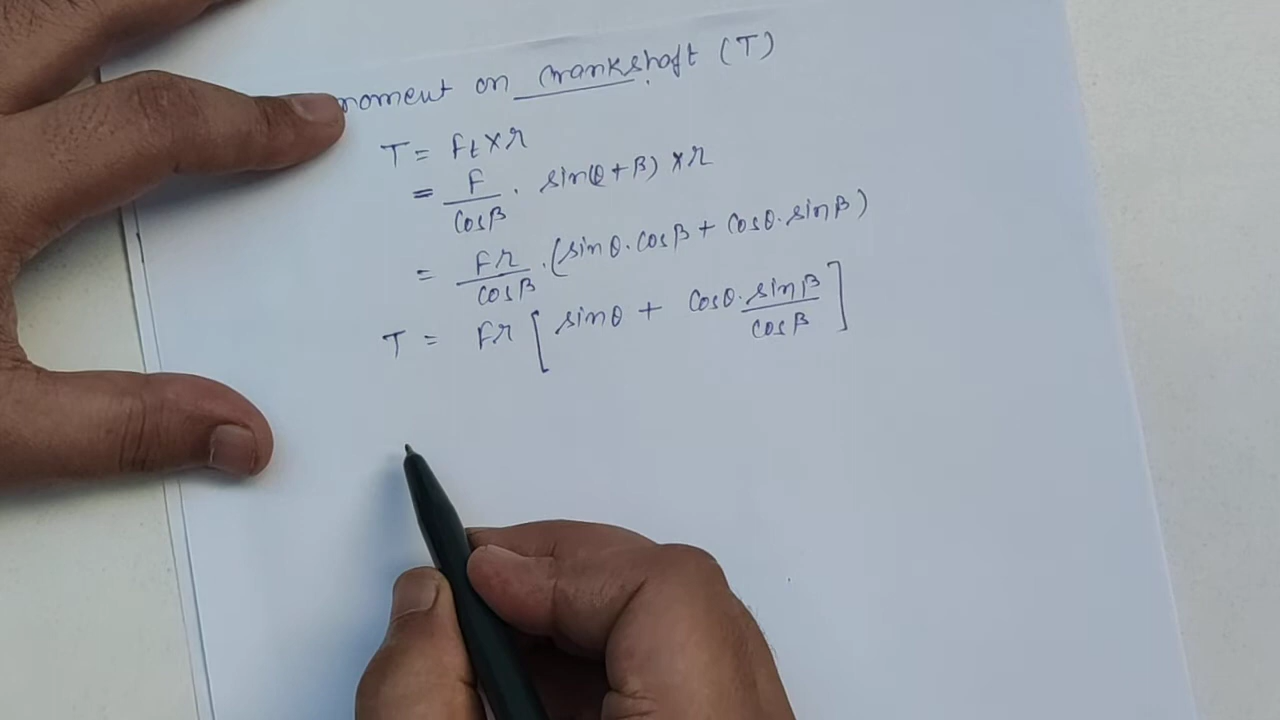 moment on crankshaft (T)
T = Ft × r
= F/cosβ . sin(θ + β) × r
= Fr/cosβ . (sinθ.cosβ + cosθ.sinβ)
T = Fr [ sinθ + cosθ. sinβ/cosβ ]